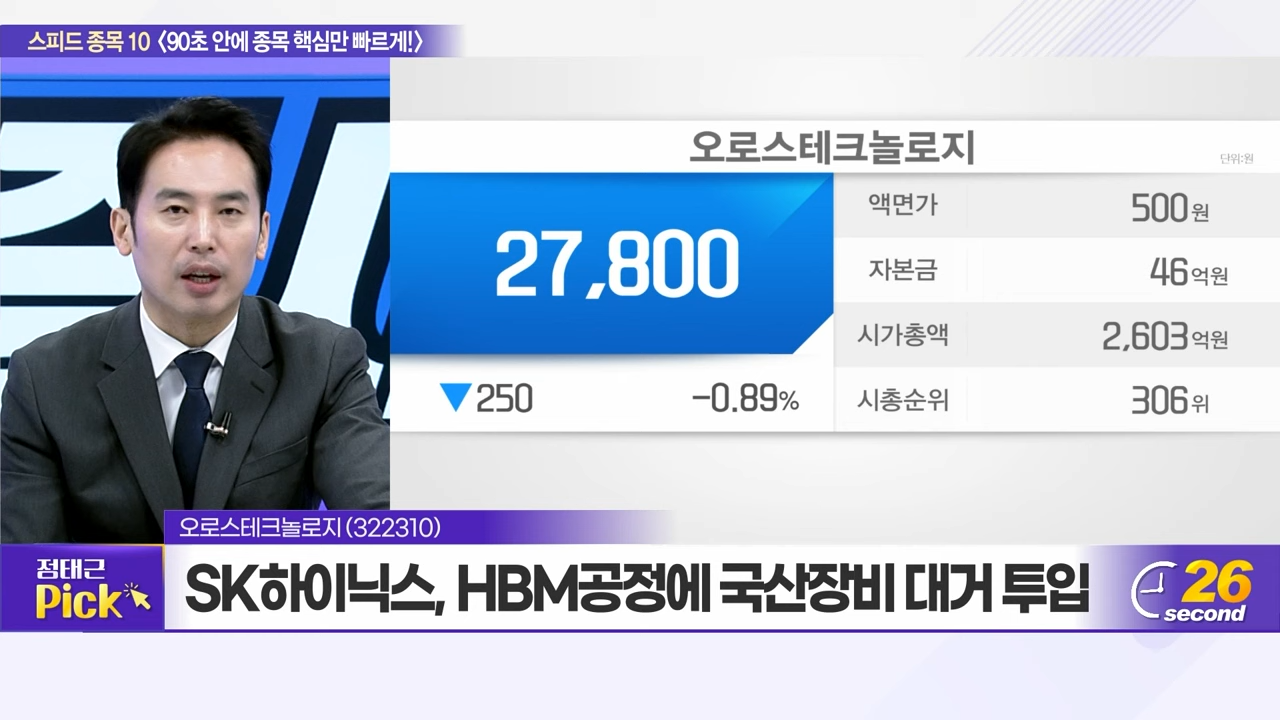 스피드 종목 10 〈90초 안에 종목 핵심만 빠르게!〉
오로스테크놀로지
단위:원
27,800
▼250 -0.89%
액면가 500원
자본금 46억원
시가총액 2,603억원
시총순위 306위
오로스테크놀로지(322310)
정태근
Pick
SK하이닉스, HBM공정에 국산장비 대거 투입
26
second